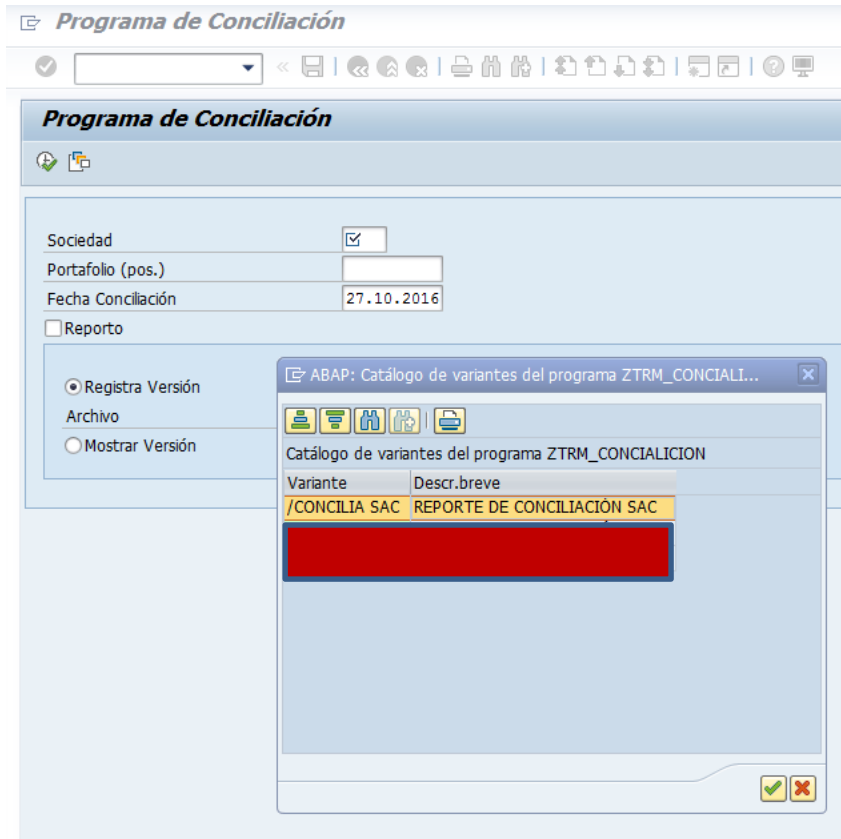 Programa de Conciliación
Programa de Conciliación
Sociedad
Portafolio (pos.)
Fecha Conciliación 27.10.2016
Reporto
Registra Versión
Archivo
Mostrar Versión
ABAP: Catálogo de variantes del programa ZTRM_CONCIALI...
Catálogo de variantes del programa ZTRM_CONCIALICION
Variante Descr.breve
/CONCILIA SAC REPORTE DE CONCILIACIÓN SAC